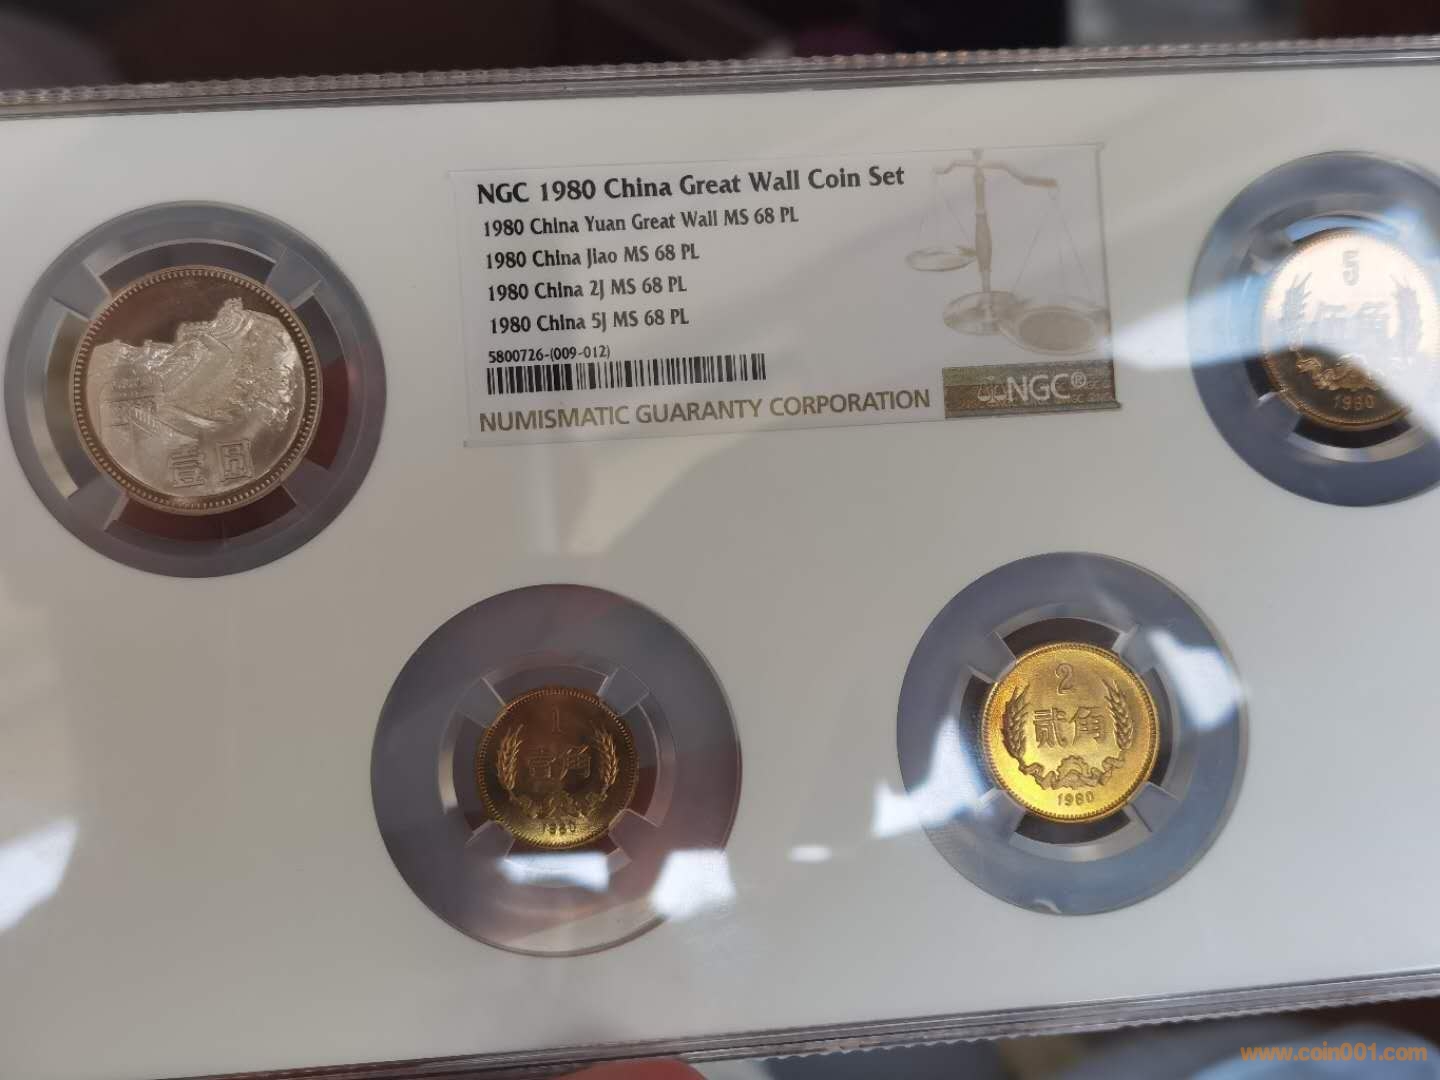 NGC 1980 China Great Wall Coin Set
1980 China Yuan Great Wall MS 68 PL
1980 China Jiao MS 68 PL
1980 China 2J MS 68 PL
1980 China 5J MS 68 PL
5800726-(009-012)
NUMISMATIC GUARANTY CORPORATION
NGC®
壹圆
5
伍角
1980
1
壹角
1980
2
贰角
1980
www.coin001.com